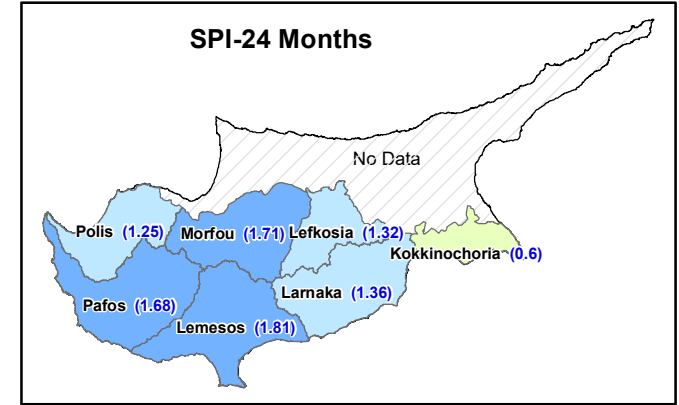 SPI-24 Months
No Data
Polis (1.25)
Morfou (1.71)
Lefkosia (1.32)
Kokkinochoria (0.6)
Pafos (1.68)
Larnaka (1.36)
Lemesos (1.81)